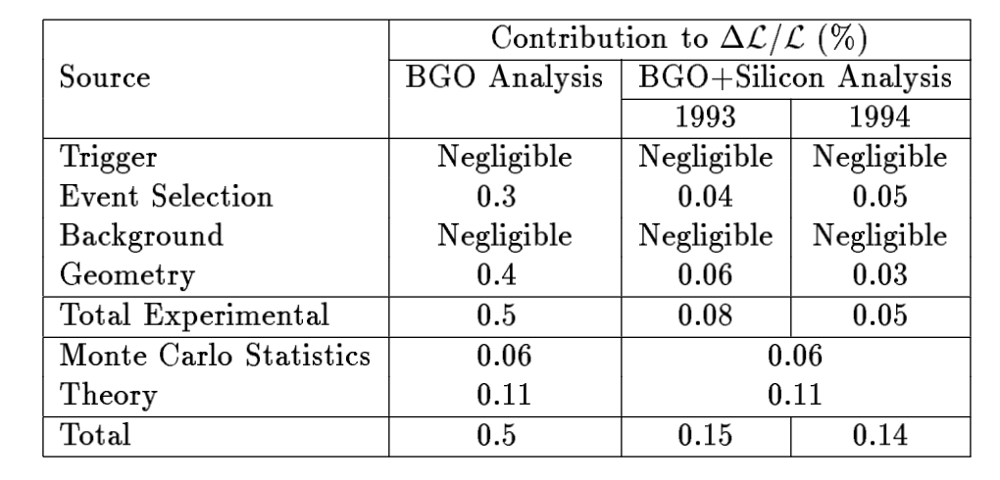 Contribution to Δℒ/ℒ (%)
Source BGO Analysis BGO+Silicon Analysis
1993 1994
Trigger Negligible Negligible Negligible
Event Selection 0.3 0.04 0.05
Background Negligible Negligible Negligible
Geometry 0.4 0.06 0.03
Total Experimental 0.5 0.08 0.05
Monte Carlo Statistics 0.06 0.06
Theory 0.11 0.11
Total 0.5 0.15 0.14